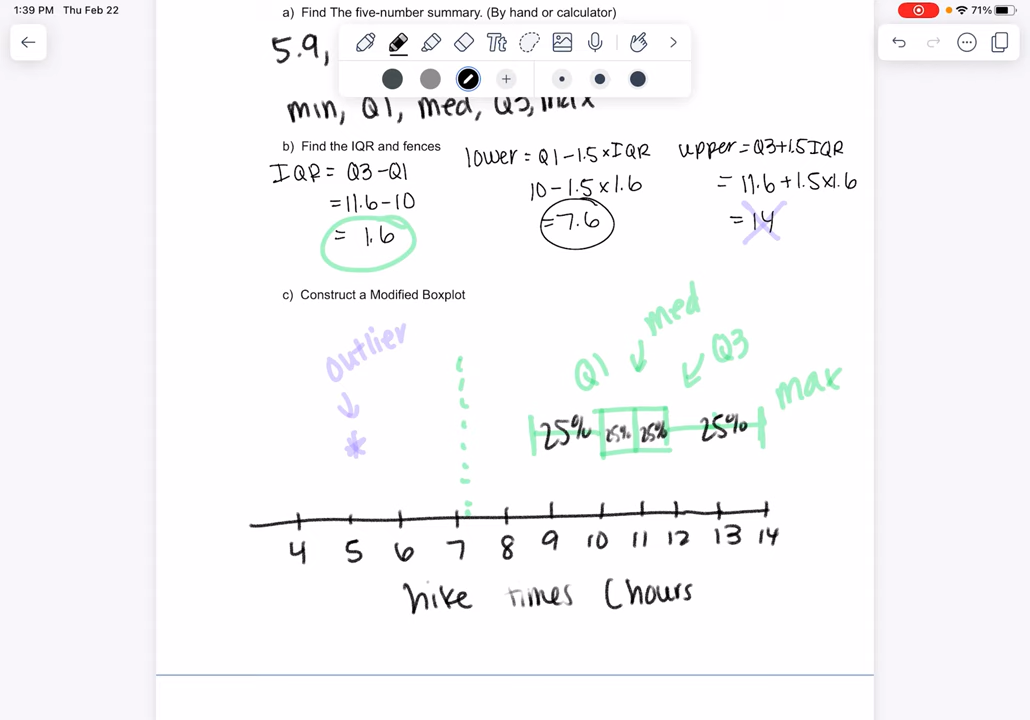 1:39 PM Thu Feb 22
71%
a) Find The five-number summary. (By hand or calculator)
5.9,
Tt
min, Q1, med, Q3, max
b) Find the IQR and fences
IQR = Q3-Q1
=11.6-10
= 1.6
lower = Q1-1.5×IQR
10-1.5×1.6
=7.6
upper=Q3+1.5IQR
= 11.6+1.5×1.6
= 14
c) Construct a Modified Boxplot
outlier
Q1
med
Q3
max
25% 25% 25% 25%
4 5 6 7 8 9 10 11 12 13 14
hike times (hours